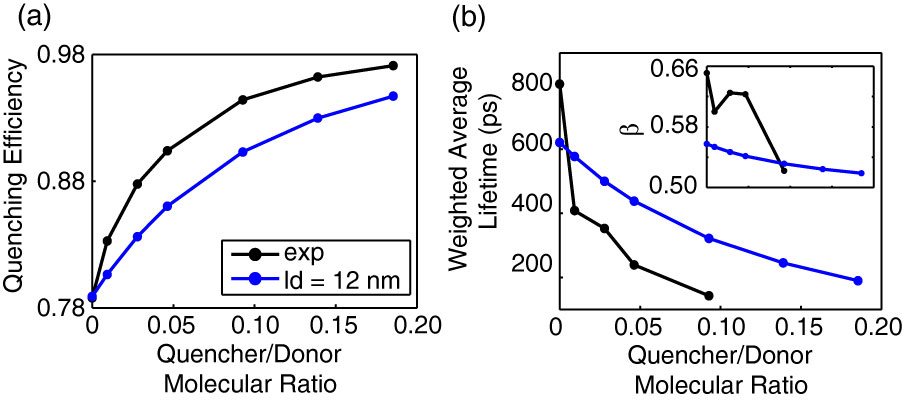 (a)
0.98
0.88
0.78
Quenching Efficiency
exp
ld = 12 nm
0 0.05 0.10 0.15 0.20
Quencher/Donor
Molecular Ratio
(b)
800
600
400
200
Weighted Average
Lifetime (ps)
0.66
0.58
0.50
β
0 0.05 0.10 0.15 0.20
Quencher/Donor
Molecular Ratio